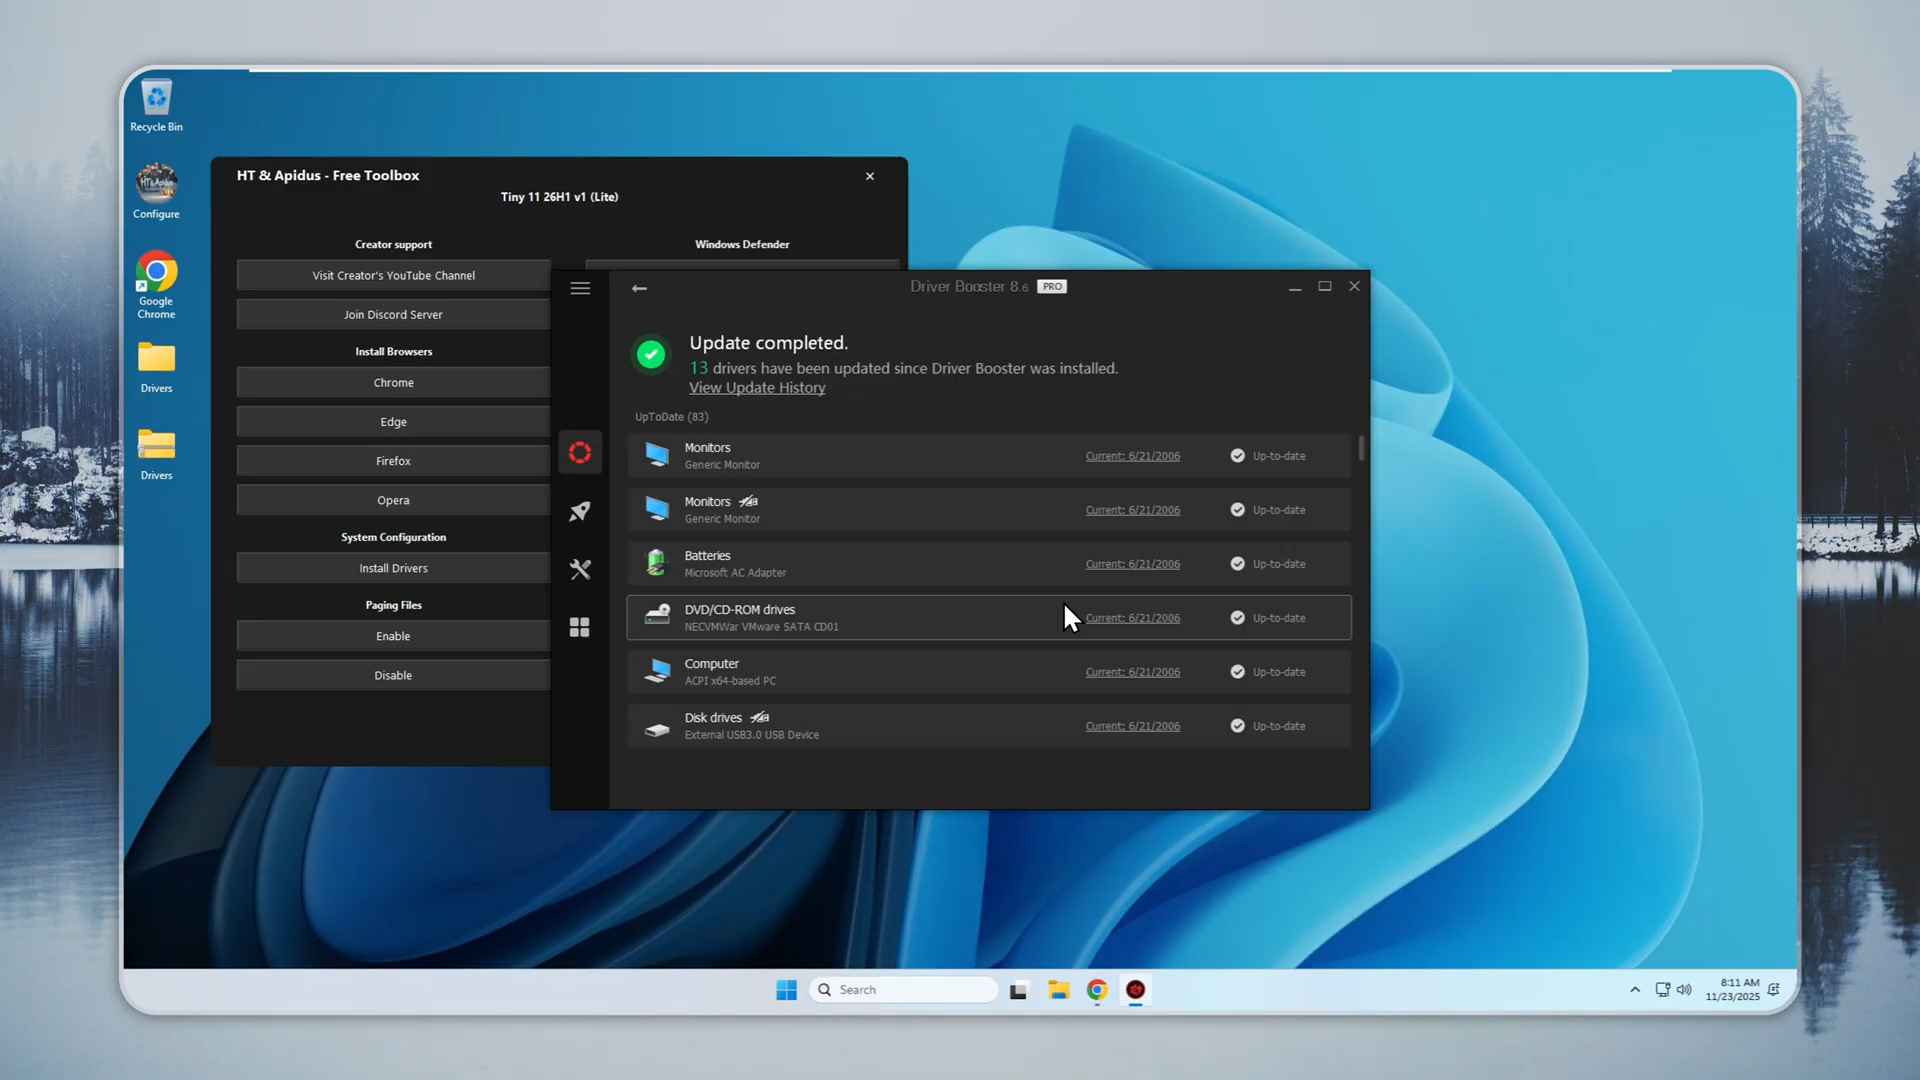 Recycle Bin
Configure
Google
Chrome
Drivers
Drivers
HT & Apidus - Free Toolbox
Tiny 11 26H1 v1 (Lite)
Creator support
Windows Defender
Visit Creator's YouTube Channel
Join Discord Server
Install Browsers
Chrome
Edge
Firefox
Opera
System Configuration
Install Drivers
Paging Files
Enable
Disable
Driver Booster 8.6 PRO
Update completed.
13 drivers have been updated since Driver Booster was installed.
View Update History
UpToDate (83)
Monitors
Generic Monitor
Current: 6/21/2006
Up-to-date
Monitors
Generic Monitor
Current: 6/21/2006
Up-to-date
Batteries
Microsoft AC Adapter
Current: 6/21/2006
Up-to-date
DVD/CD-ROM drives
NECVMWar VMware SATA CD01
Current: 6/21/2006
Up-to-date
Computer
ACPI x64-based PC
Current: 6/21/2006
Up-to-date
Disk drives
External USB3.0 USB Device
Current: 6/21/2006
Up-to-date
Search
8:11 AM
11/23/2025